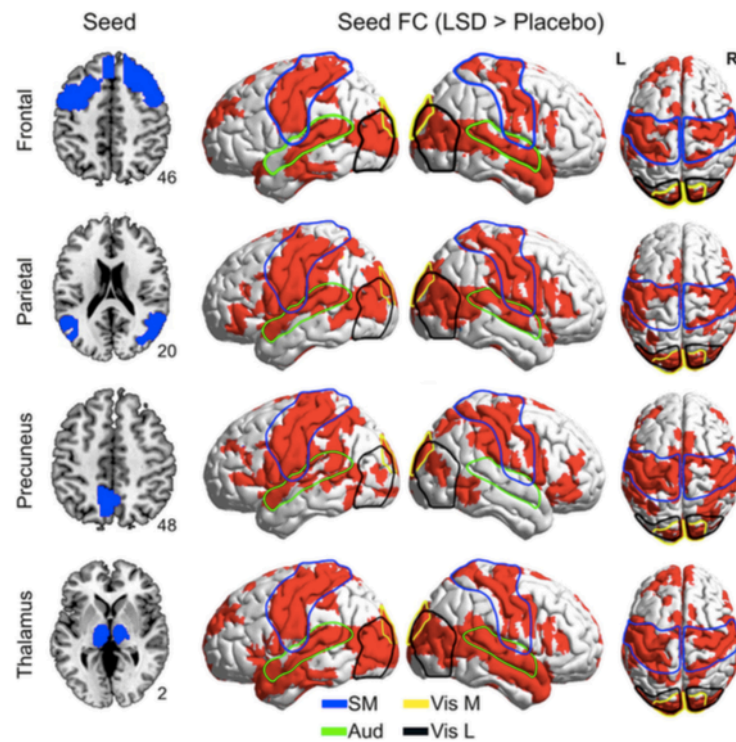 Seed
Seed FC (LSD > Placebo)
L
R
Frontal
46
Parietal
20
Precuneus
48
Thalamus
2
SM
Vis M
Aud
Vis L